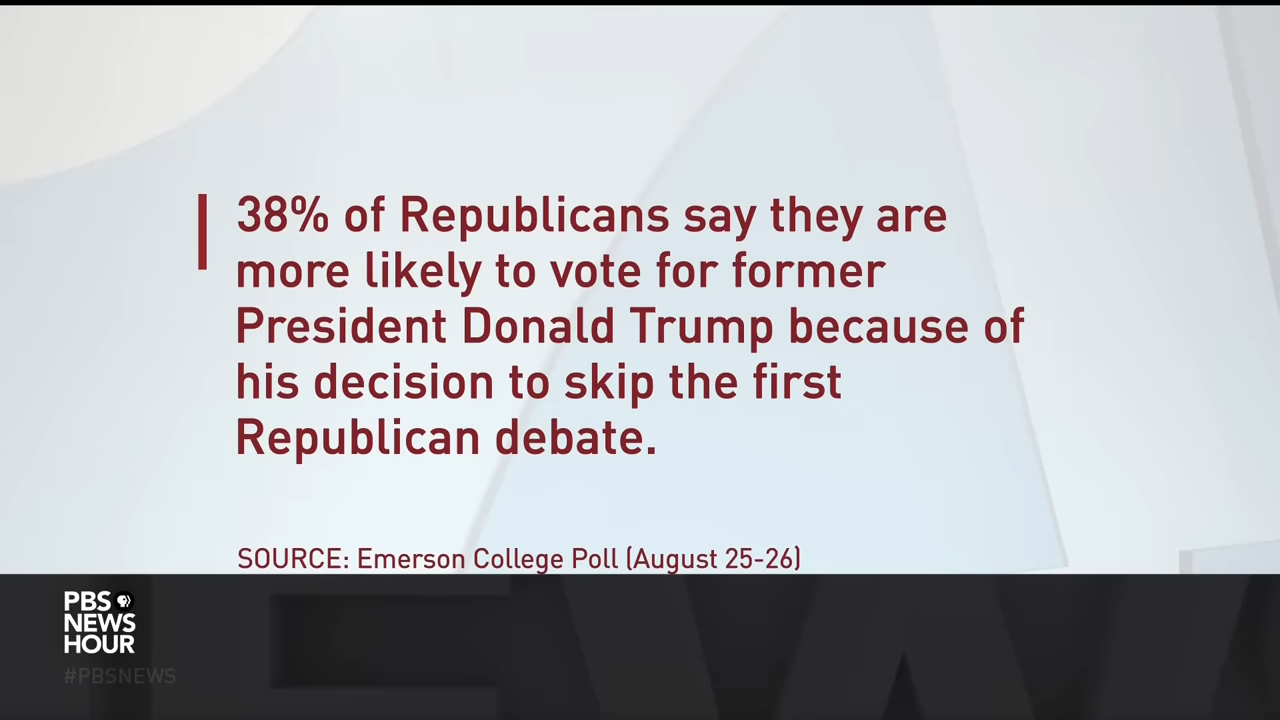 38% of Republicans say they are
more likely to vote for former
President Donald Trump because of
his decision to skip the first
Republican debate.
SOURCE: Emerson College Poll (August 25-26)
PBS
NEWS
HOUR
#PBSNEWS